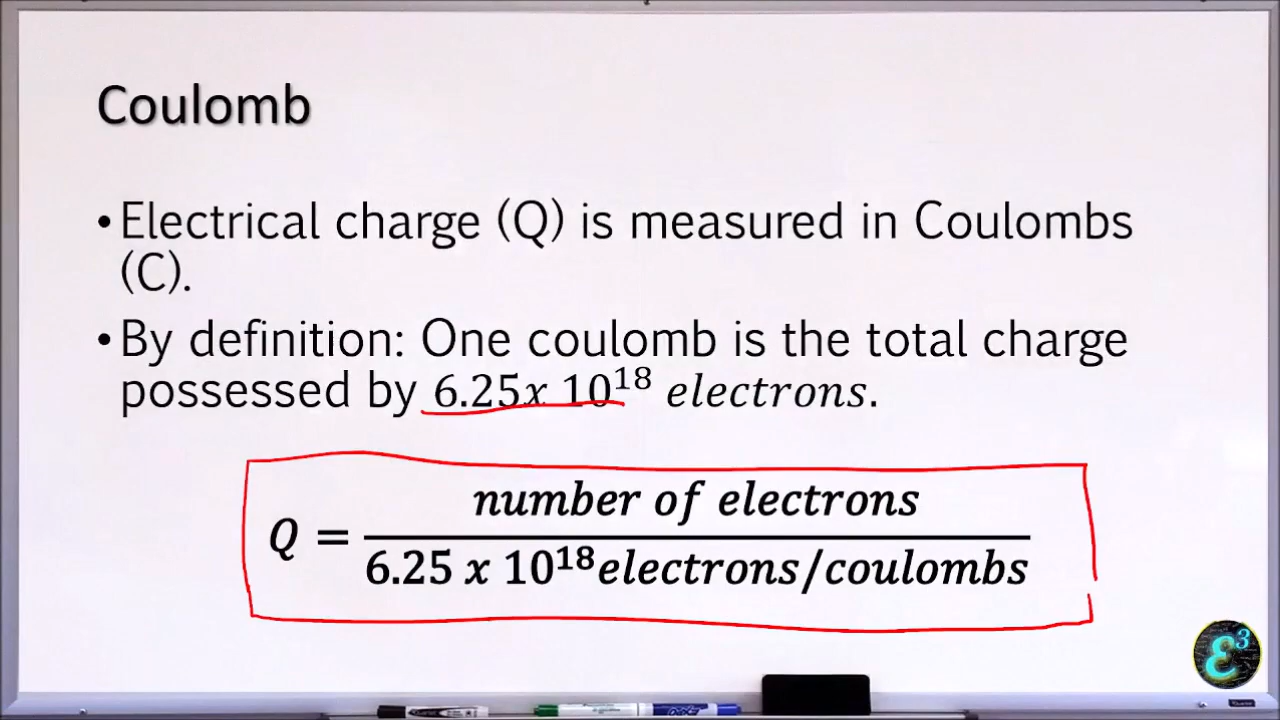 Coulomb
•Electrical charge (Q) is measured in Coulombs
(C).
•By definition: One coulomb is the total charge
possessed by 6.25x 10¹⁸ electrons.
number of electrons
Q =
6.25 x 10¹⁸electrons/coulombs
ε³